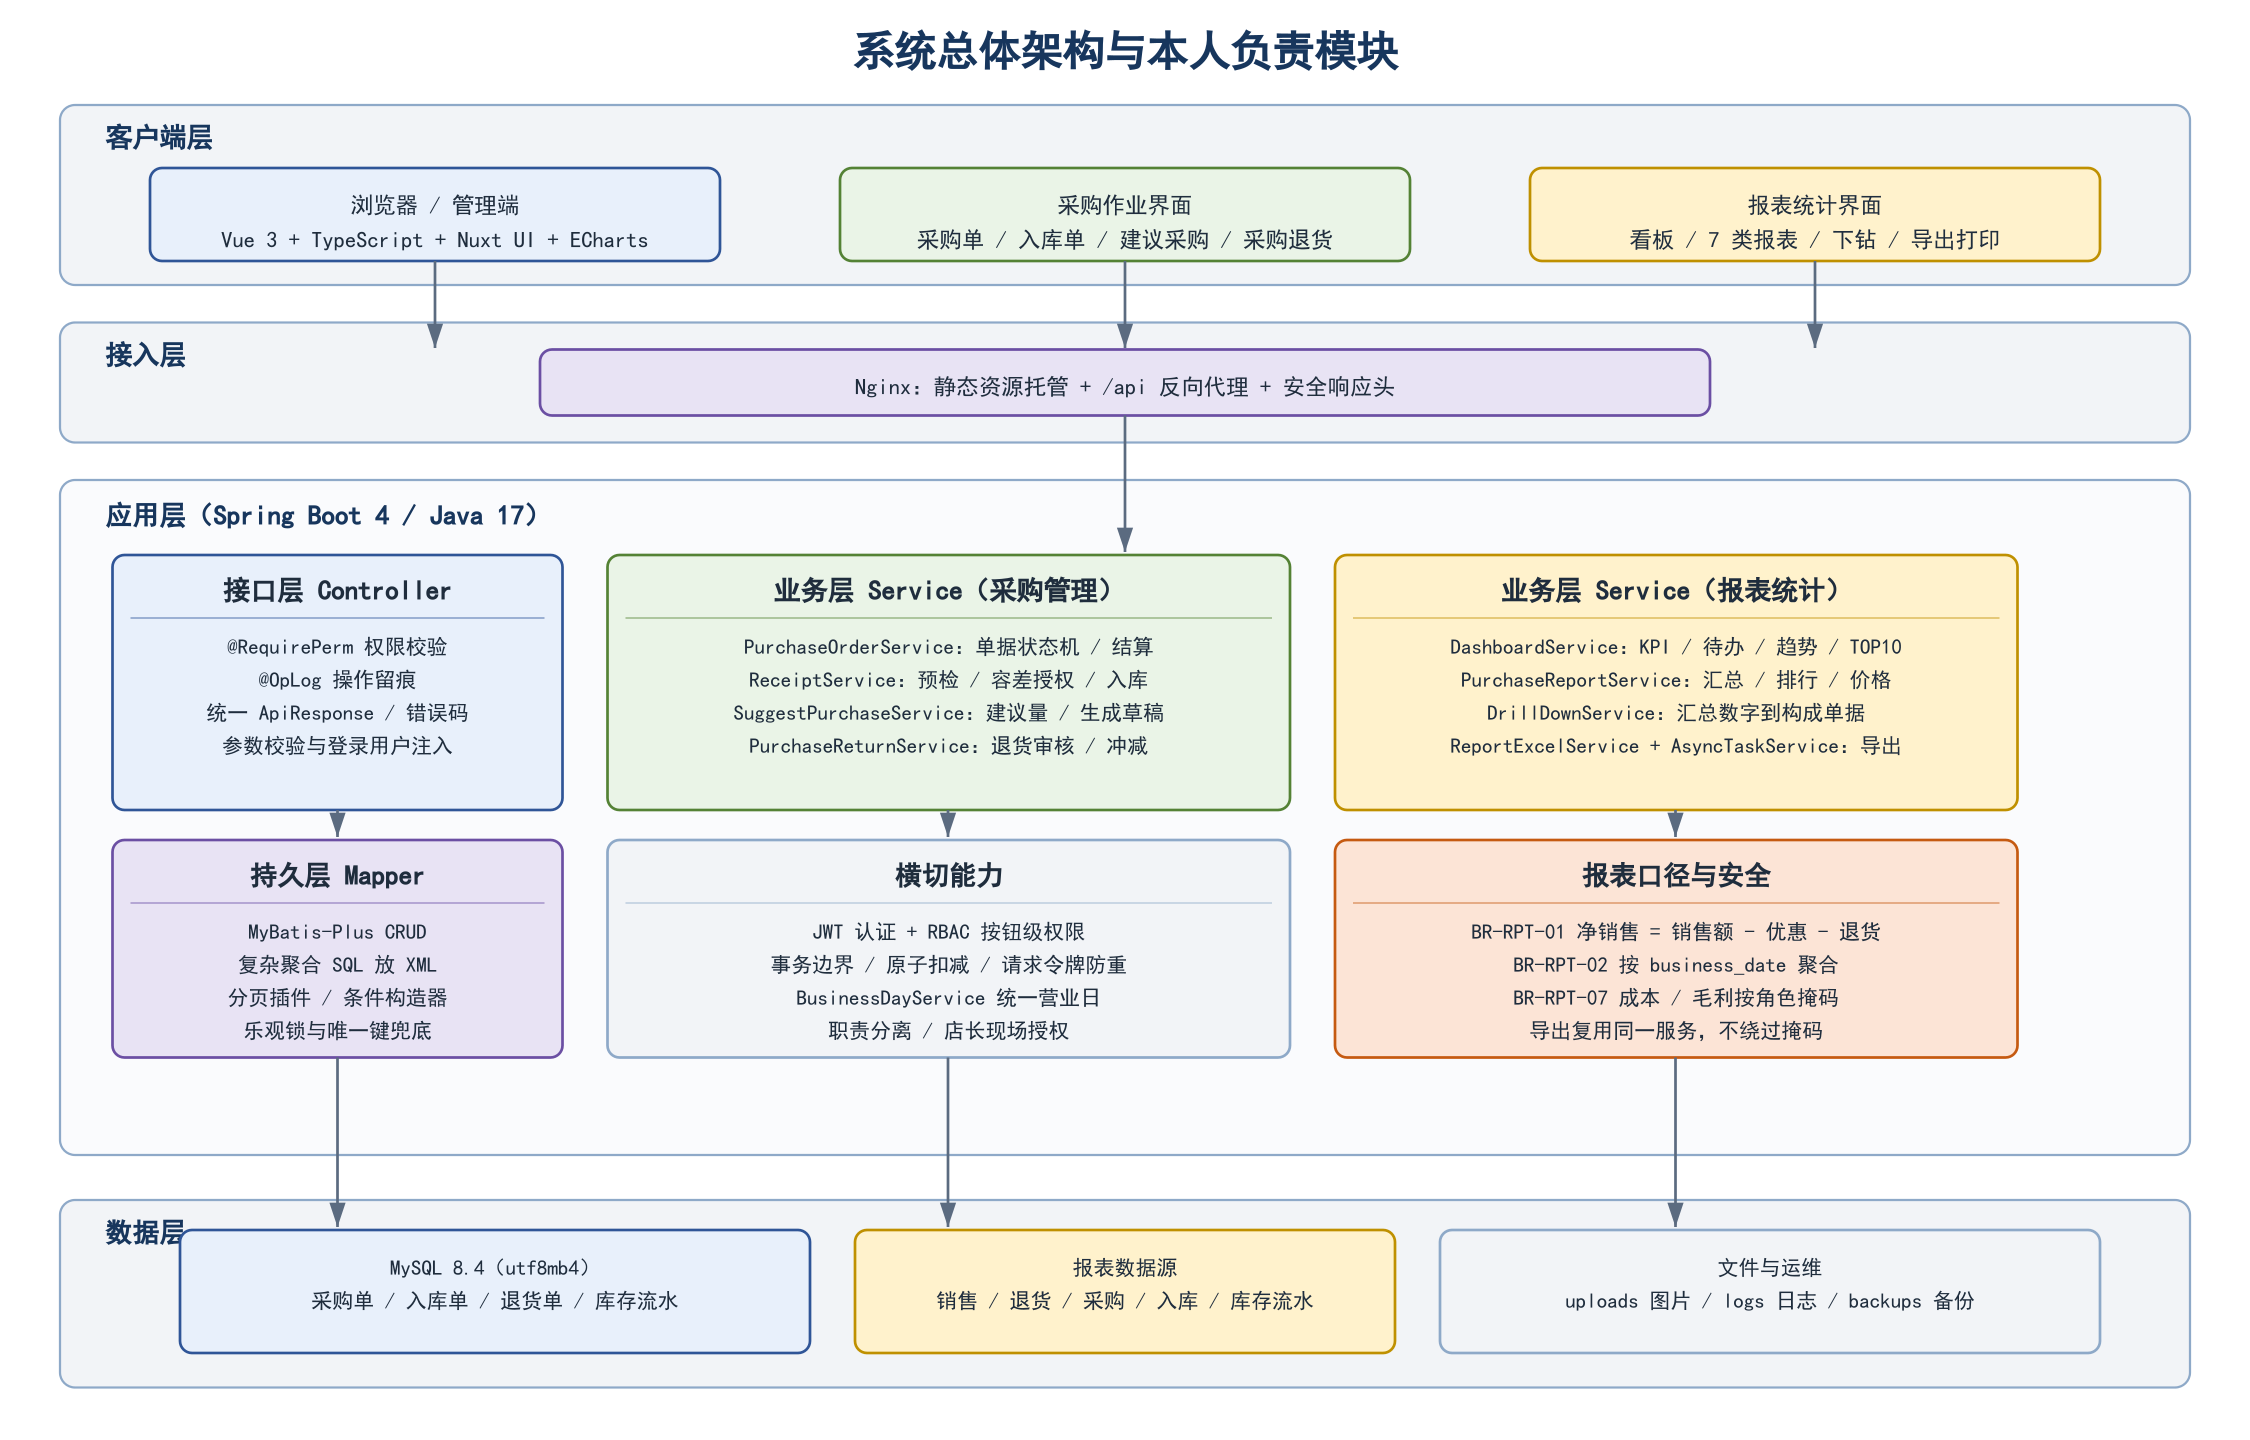 系统总体架构与本人负责模块
客户端层
浏览器 / 管理端
Vue 3 + TypeScript + Nuxt UI + ECharts
采购作业界面
采购单 / 入库单 / 建议采购 / 采购退货
报表统计界面
看板 / 7 类报表 / 下钻 / 导出打印
接入层
Nginx：静态资源托管 + /api 反向代理 + 安全响应头
应用层（Spring Boot 4 / Java 17）
接口层 Controller
@RequirePerm 权限校验
@OpLog 操作留痕
统一 ApiResponse / 错误码
参数校验与登录用户注入
业务层 Service（采购管理）
PurchaseOrderService：单据状态机 / 结算
ReceiptService：预检 / 容差授权 / 入库
SuggestPurchaseService：建议量 / 生成草稿
PurchaseReturnService：退货审核 / 冲减
业务层 Service（报表统计）
DashboardService：KPI / 待办 / 趋势 / TOP10
PurchaseReportService：汇总 / 排行 / 价格
DrillDownService：汇总数字到构成单据
ReportExcelService + AsyncTaskService：导出
持久层 Mapper
MyBatis-Plus CRUD
复杂聚合 SQL 放 XML
分页插件 / 条件构造器
乐观锁与唯一键兜底
横切能力
JWT 认证 + RBAC 按钮级权限
事务边界 / 原子扣减 / 请求令牌防重
BusinessDayService 统一营业日
职责分离 / 店长现场授权
报表口径与安全
BR-RPT-01 净销售 = 销售额 - 优惠 - 退货
BR-RPT-02 按 business_date 聚合
BR-RPT-07 成本 / 毛利按角色掩码
导出复用同一服务，不绕过掩码
数据层
MySQL 8.4（utf8mb4）
采购单 / 入库单 / 退货单 / 库存流水
报表数据源
销售 / 退货 / 采购 / 入库 / 库存流水
文件与运维
uploads 图片 / logs 日志 / backups 备份